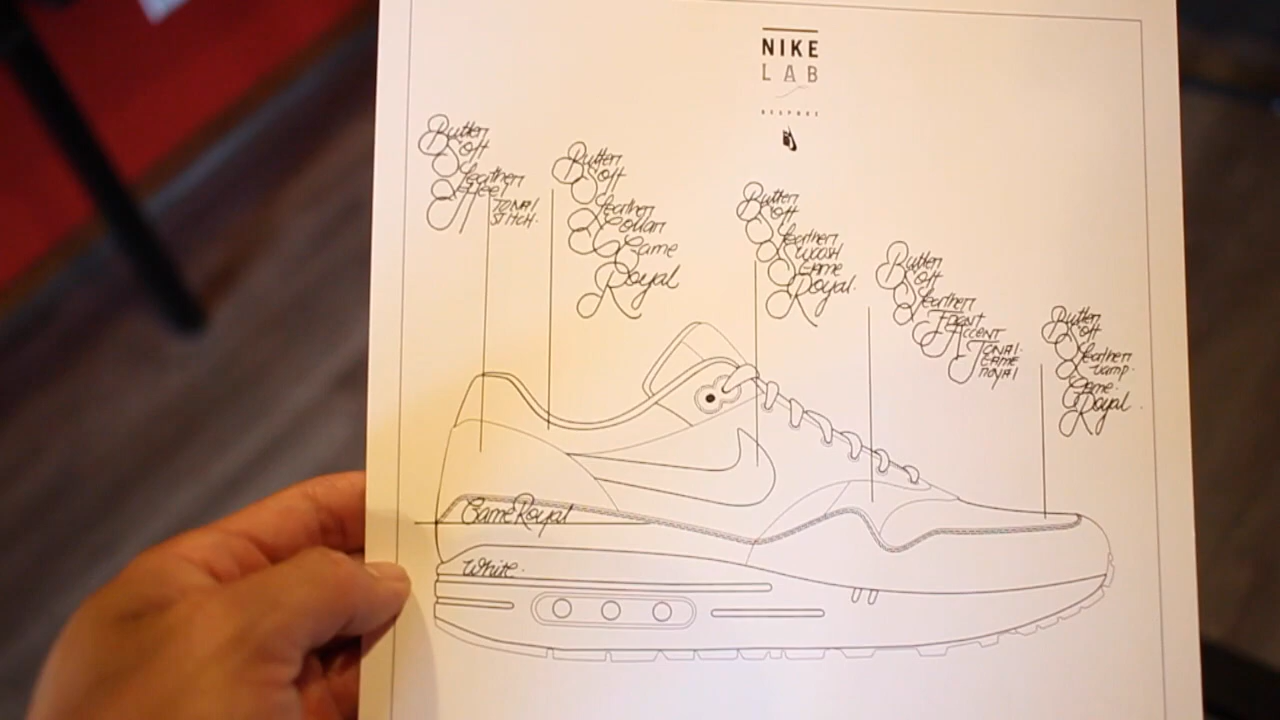 NIKE
LAB
BESPOKE
Butter
Soft
Leather
Heel
TONAL
STITCH.
Butter
Soft
Leather
Collar
Game
Royal
Butter
Soft
Leather
Swoosh
Game
Royal.
Butter
Soft
Leather
FRONT
ACCENT
TONAL.
GAME
ROYAL
Butter
Soft
Leather
Vamp.
Game.
Royal.
Game Royal
White.